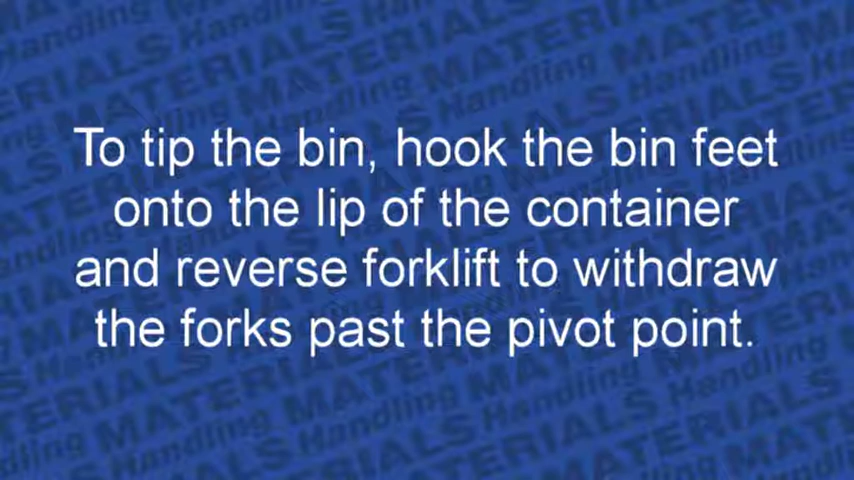 To tip the bin, hook the bin feet
onto the lip of the container
and reverse forklift to withdraw
the forks past the pivot point.